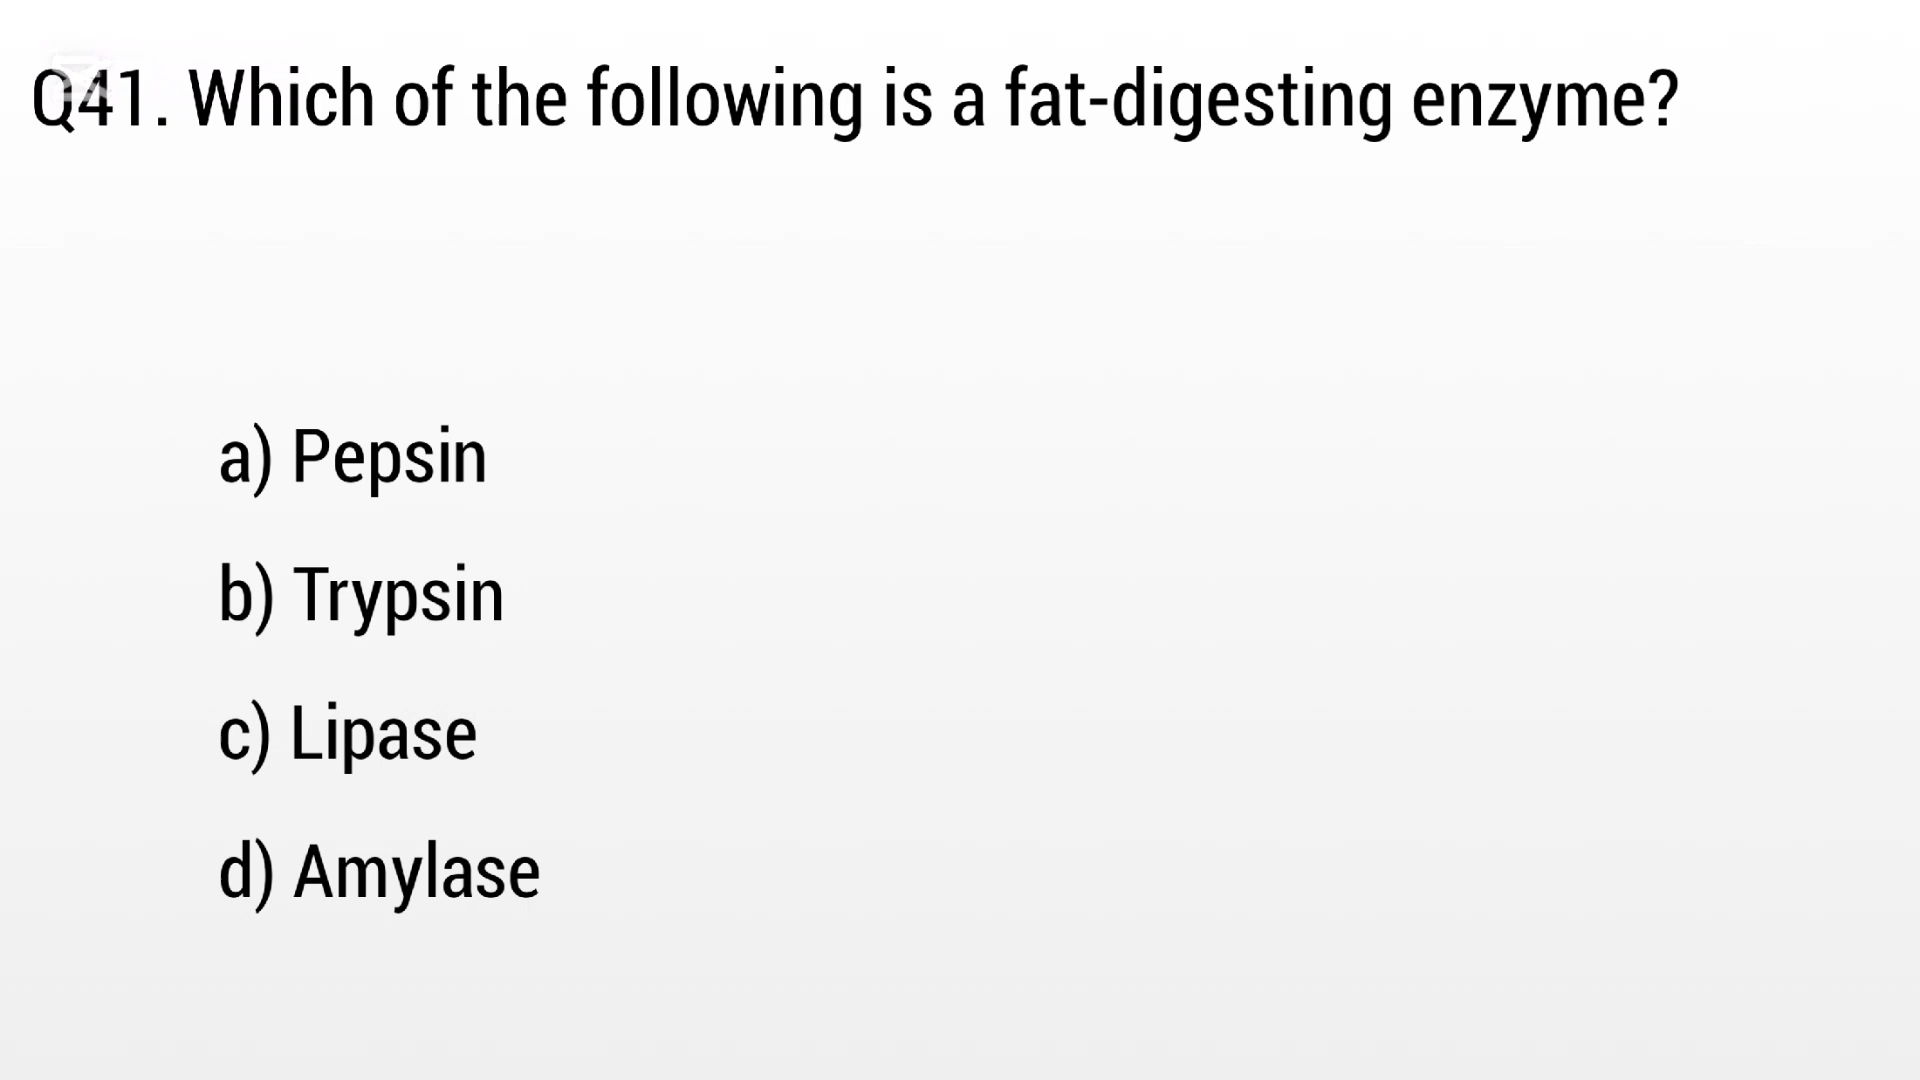 Q41. Which of the following is a fat-digesting enzyme?
a) Pepsin
b) Trypsin
c) Lipase
d) Amylase